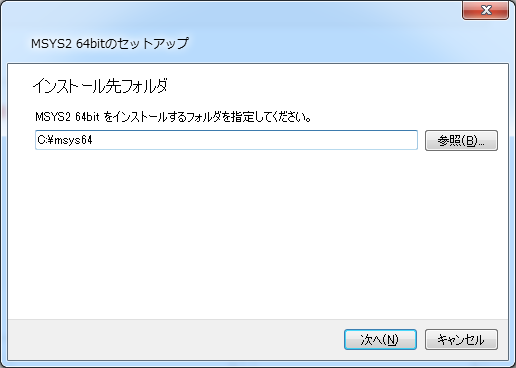 MSYS2 64bitのセットアップ
インストール先フォルダ
MSYS2 64bit をインストールするフォルダを指定してください。
C:¥msys64
参照(B)...
次へ(N)
キャンセル